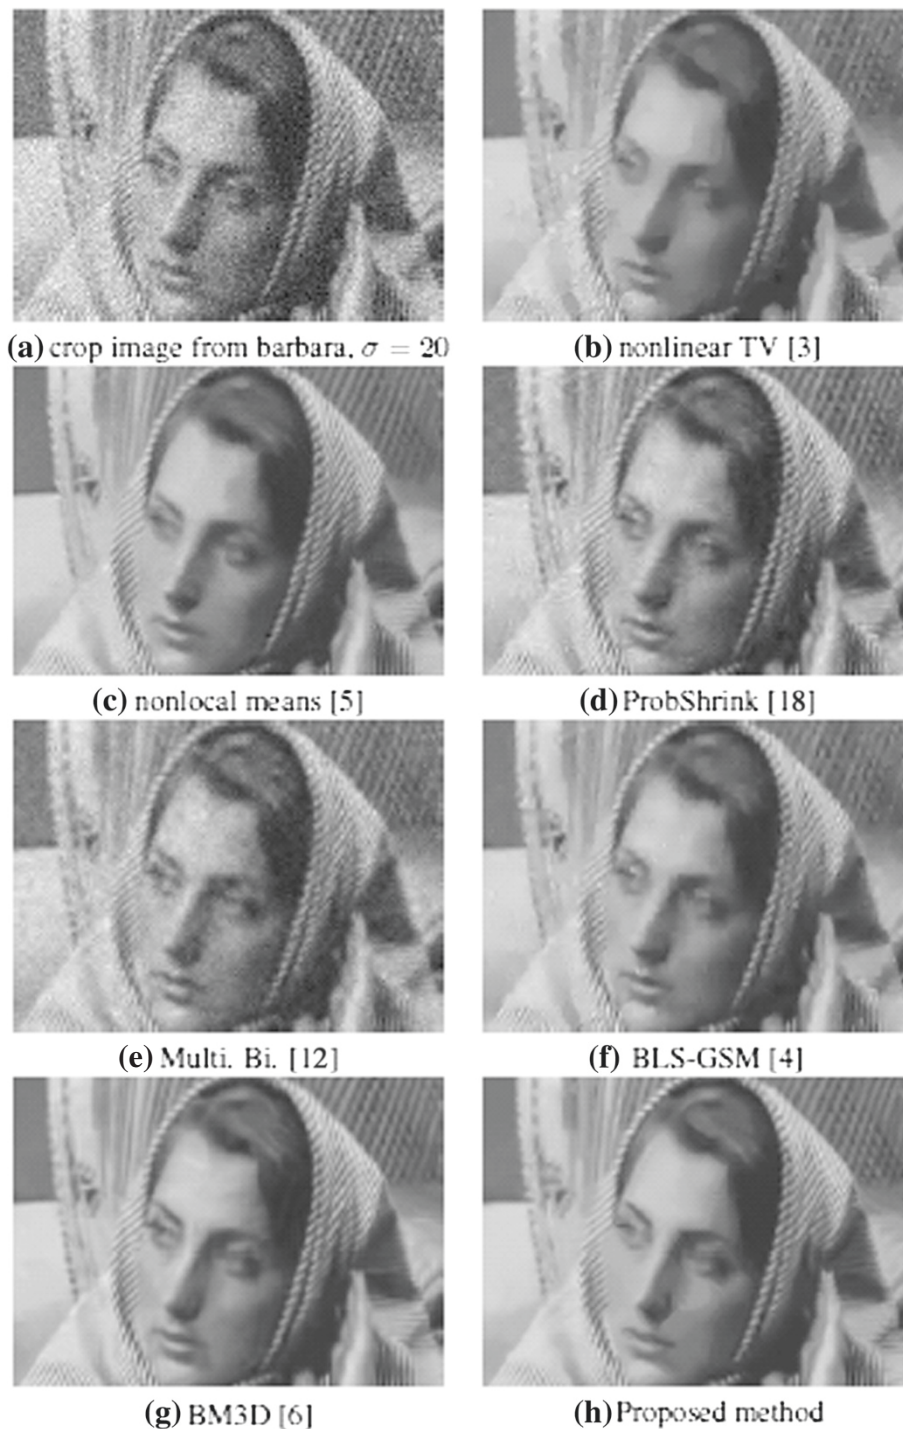 (a) crop image from barbara, σ = 20
(b) nonlinear TV [3]
(c) nonlocal means [5]
(d) ProbShrink [18]
(e) Multi. Bi. [12]
(f) BLS-GSM [4]
(g) BM3D [6]
(h) Proposed method